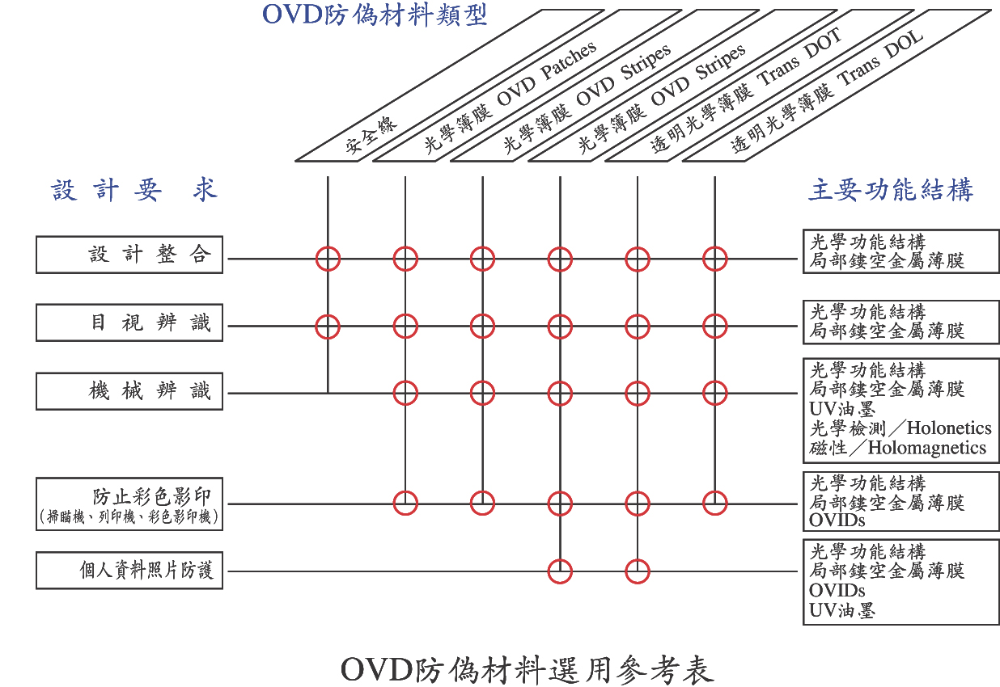 OVD防偽材料類型
安全線
光學簿膜 OVD Patches
光學簿膜 OVD Stripes
光學簿膜 OVD Stripes
透明光學簿膜 Trans DOT
透明光學簿膜 Trans DOL
設計要 求
主要功能結構
設計整合
光學功能結構
局部鏤空金屬薄膜
目視辨識
光學功能結構
局部鏤空金屬薄膜
機械辨識
光學功能結構
局部鏤空金屬薄膜
UV油墨
光學檢測／Holonetics
磁性／Holomagnetics
防止彩色影印
(掃瞄機、列印機、彩色影印機)
光學功能結構
局部鏤空金屬薄膜
OVIDs
個人資料照片防護
光學功能結構
局部鏤空金屬薄膜
OVIDs
UV油墨
OVD防偽材料選用參考表